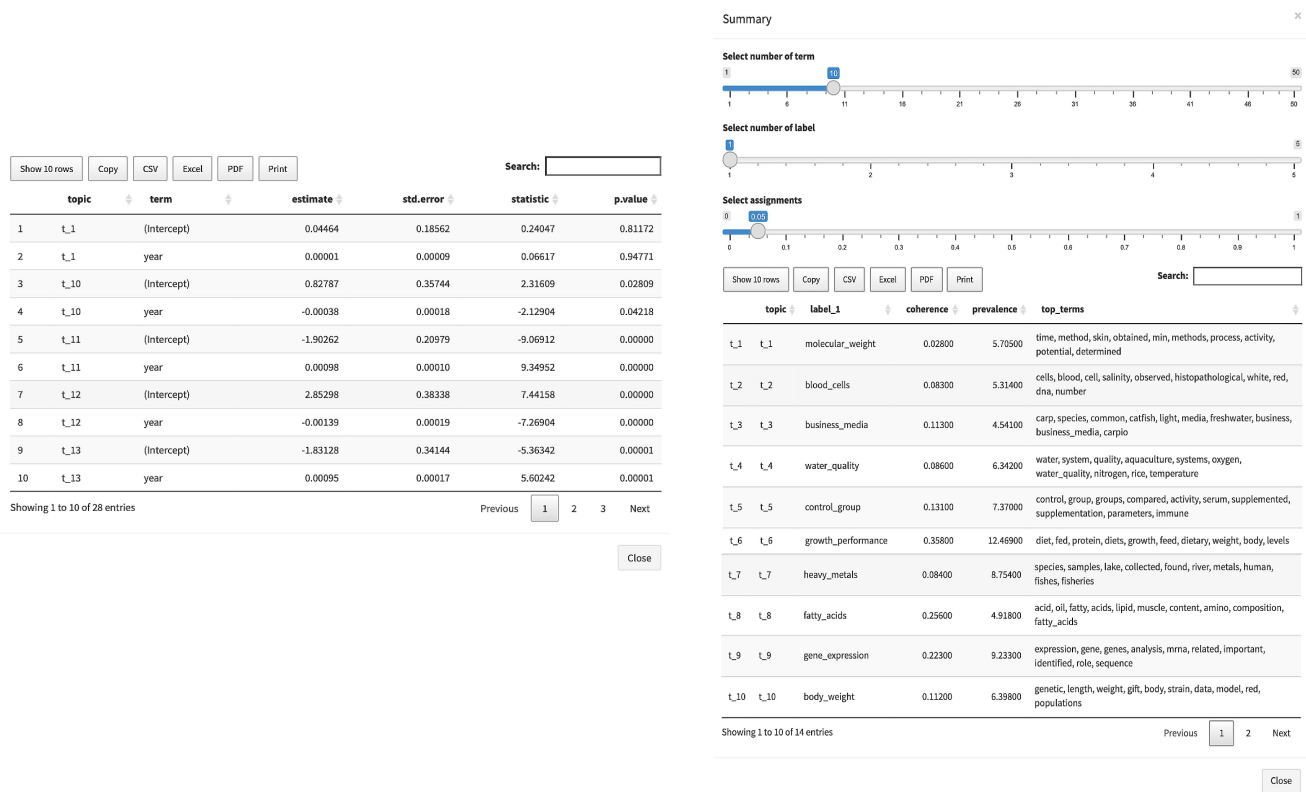 Show 10 rows Copy CSV Excel PDF Print Search:
topic term estimate std.error statistic p.value
1 t_1 (Intercept) 0.04464 0.18562 0.24047 0.81172
2 t_1 year 0.00001 0.00009 0.06617 0.94771
3 t_10 (Intercept) 0.82787 0.35744 2.31609 0.02809
4 t_10 year -0.00038 0.00018 -2.12904 0.04218
5 t_11 (Intercept) -1.90262 0.20979 -9.06912 0.00000
6 t_11 year 0.00098 0.00010 9.34952 0.00000
7 t_12 (Intercept) 2.85298 0.38338 7.44158 0.00000
8 t_12 year -0.00139 0.00019 -7.26904 0.00000
9 t_13 (Intercept) -1.83128 0.34144 -5.36342 0.00001
10 t_13 year 0.00095 0.00017 5.60242 0.00001
Showing 1 to 10 of 28 entries Previous 1 2 3 Next
Close
Summary ×
Select number of term
1 10 50
1 6 11 16 21 26 31 36 41 46 50
Select number of label
1 5
1 2 3 4 5
Select assignments
0 0.05 1
0 0.1 0.2 0.3 0.4 0.5 0.6 0.7 0.8 0.9 1
Show 10 rows Copy CSV Excel PDF Print Search:
topic label_1 coherence prevalence top_terms
t_1 t_1 molecular_weight 0.02800 5.70500 time, method, skin, obtained, min, methods, process, activity,
potential, determined
t_2 t_2 blood_cells 0.08300 5.31400 cells, blood, cell, salinity, observed, histopathological, white, red,
dna, number
t_3 t_3 business_media 0.11300 4.54100 carp, species, common, catfish, light, media, freshwater, business,
business_media, carpio
t_4 t_4 water_quality 0.08600 6.34200 water, system, quality, aquaculture, systems, oxygen,
water_quality, nitrogen, rice, temperature
t_5 t_5 control_group 0.13100 7.37000 control, group, groups, compared, activity, serum, supplemented,
supplementation, parameters, immune
t_6 t_6 growth_performance 0.35800 12.46900 diet, fed, protein, diets, growth, feed, dietary, weight, body, levels
t_7 t_7 heavy_metals 0.08400 8.75400 species, samples, lake, collected, found, river, metals, human,
fishes, fisheries
t_8 t_8 fatty_acids 0.25600 4.91800 acid, oil, fatty, acids, lipid, muscle, content, amino, composition,
fatty_acids
t_9 t_9 gene_expression 0.22300 9.23300 expression, gene, genes, analysis, mrna, related, important,
identified, role, sequence
t_10 t_10 body_weight 0.11200 6.39800 genetic, length, weight, gift, body, strain, data, model, red,
populations
Showing 1 to 10 of 14 entries Previous 1 2 Next
Close